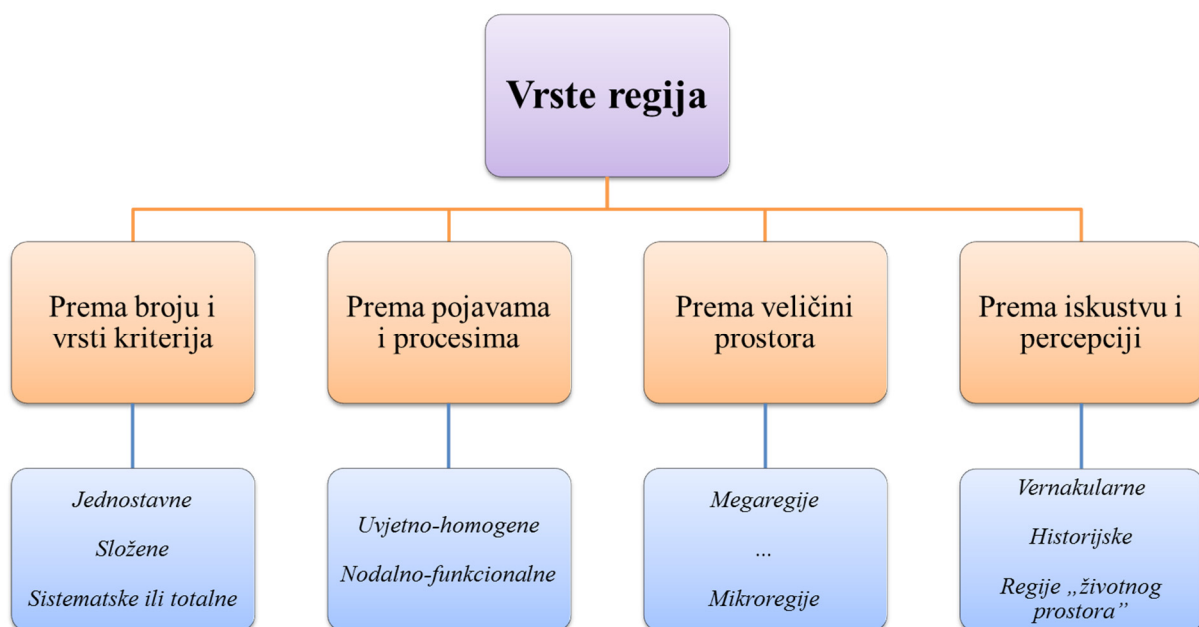 Vrste regija
Prema broju i
vrsti kriterija
Prema pojavama
i procesima
Prema veličini
prostora
Prema iskustvu i
percepciji
Jednostavne
Složene
Sistematske ili totalne
Uvjetno-homogene
Nodalno-funkcionalne
Megaregije
...
Mikroregije
Vernakularne
Historijske
Regije „životnog
prostora”